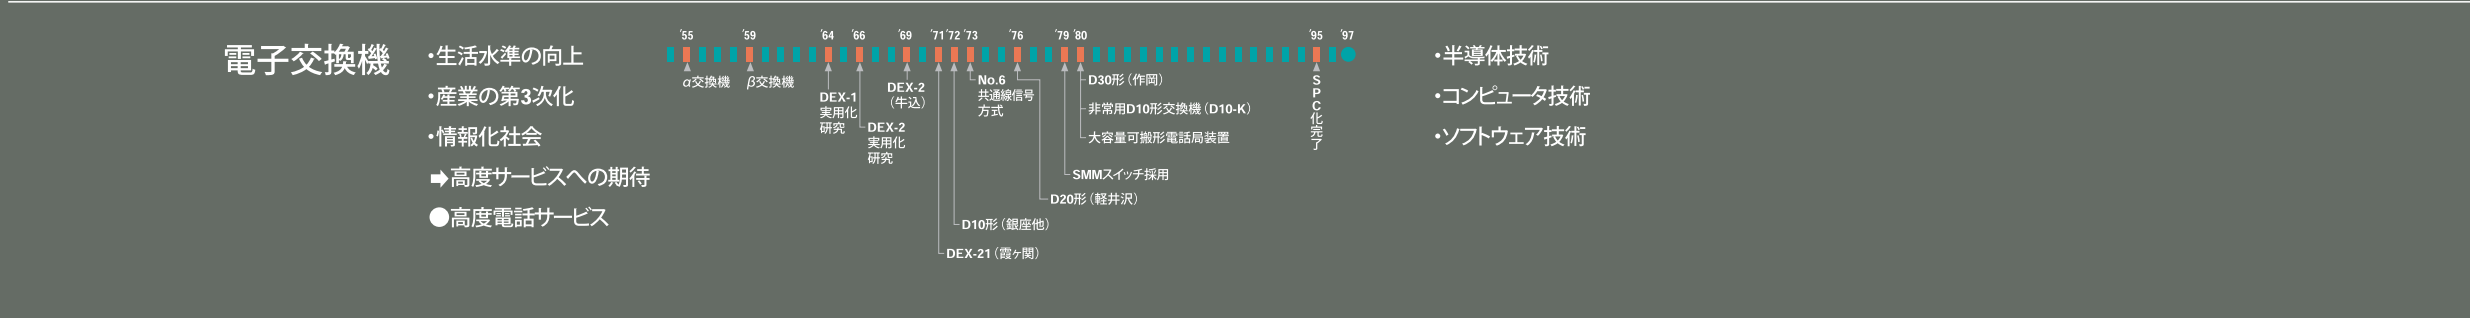 電子交換機
・生活水準の向上
・産業の第3次化
・情報化社会
➡高度サービスへの期待
●高度電話サービス
'55
'59
'64
'66
'69
'71
'72
'73
'76
'79
'80
'95
'97
α交換機
β交換機
DEX-1
実用化
研究
DEX-2
実用化
研究
DEX-2
（牛込）
DEX-21（霞ヶ関）
D10形（銀座他）
No.6
共通線信号
方式
D20形（軽井沢）
SMMスイッチ採用
D30形（作岡）
非常用D10形交換機（D10-K）
大容量可搬形電話局装置
SPC化完了
・半導体技術
・コンピュータ技術
・ソフトウェア技術